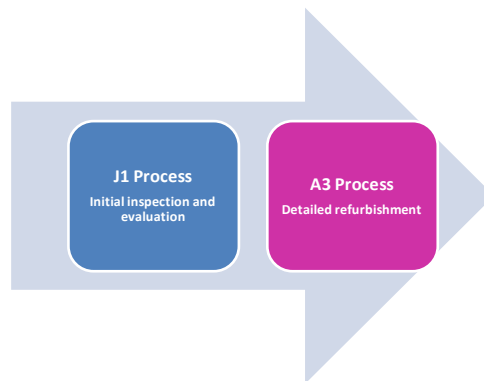 J1 Process
Initial inspection and
evaluation
A3 Process
Detailed refurbishment